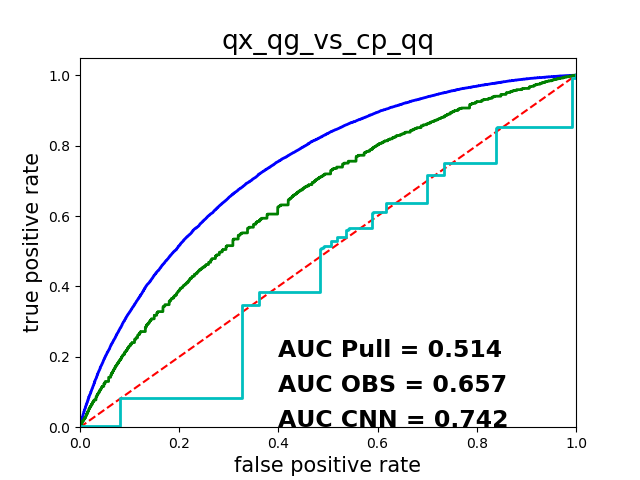 qx_qg_vs_cp_qq
true positive rate
1.0
0.8
0.6
0.4
0.2
0.0
AUC Pull = 0.514
AUC OBS = 0.657
AUC CNN = 0.742
0.0 0.2 0.4 0.6 0.8 1.0
false positive rate